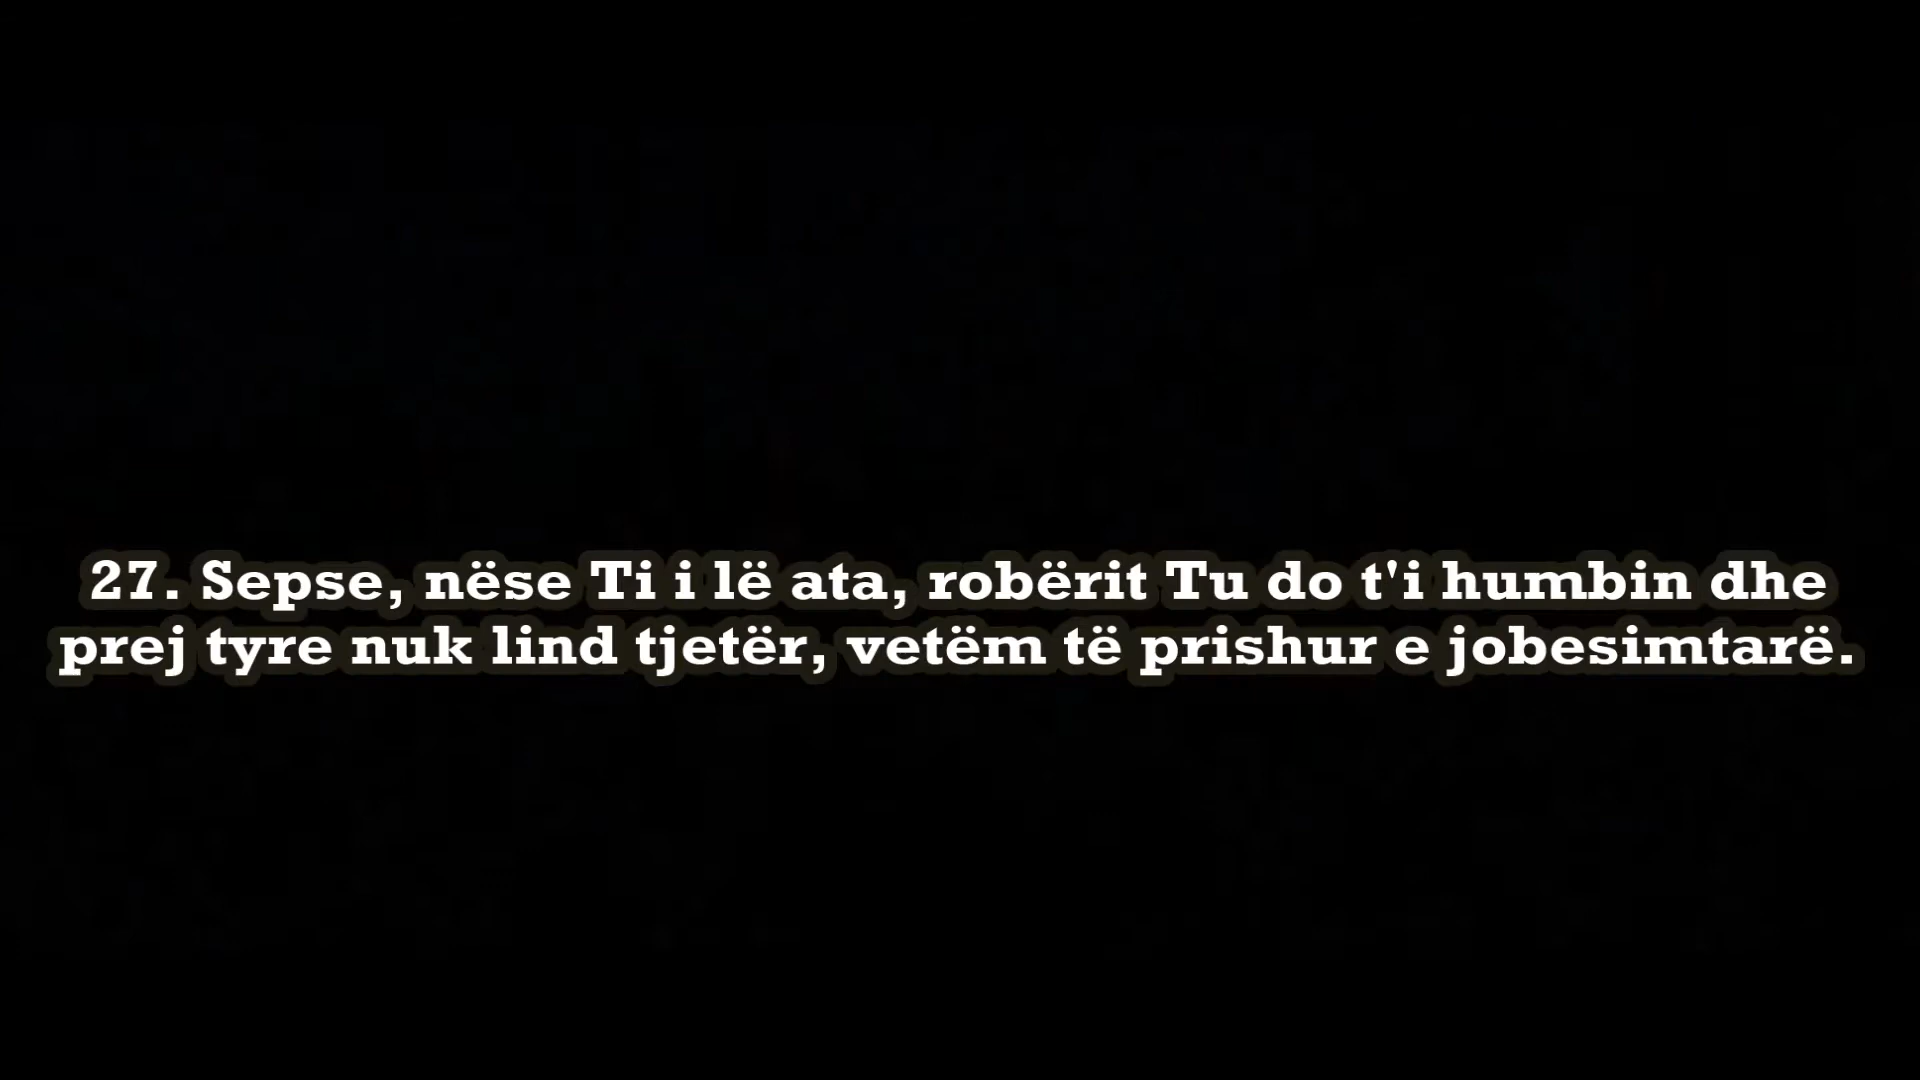 27. Sepse, nëse Ti i lë ata, robërit Tu do t'i humbin dhe
prej tyre nuk lind tjetër, vetëm të prishur e jobesimtarë.